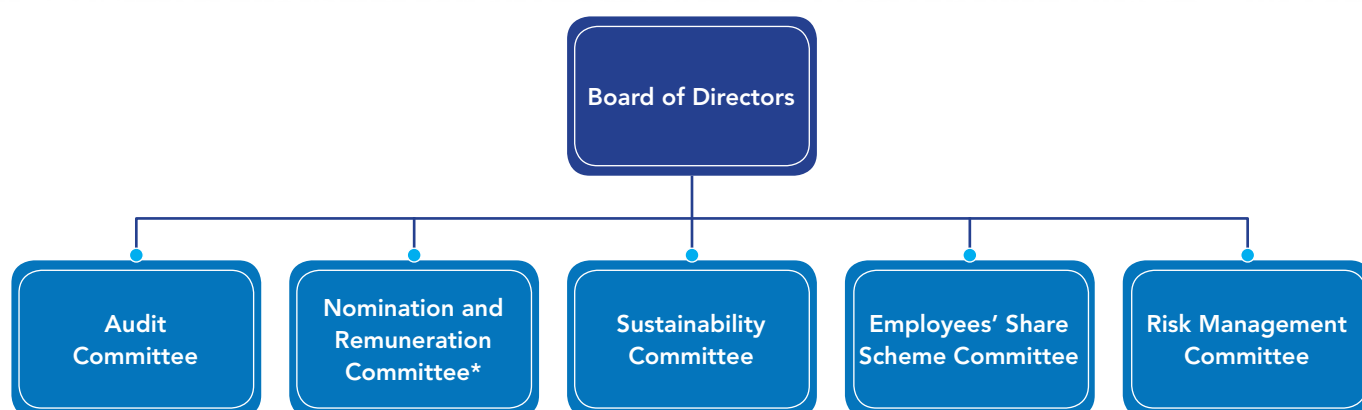 Board of Directors
Audit
Committee
Nomination and
Remuneration
Committee*
Sustainability
Committee
Employees’ Share
Scheme Committee
Risk Management
Committee